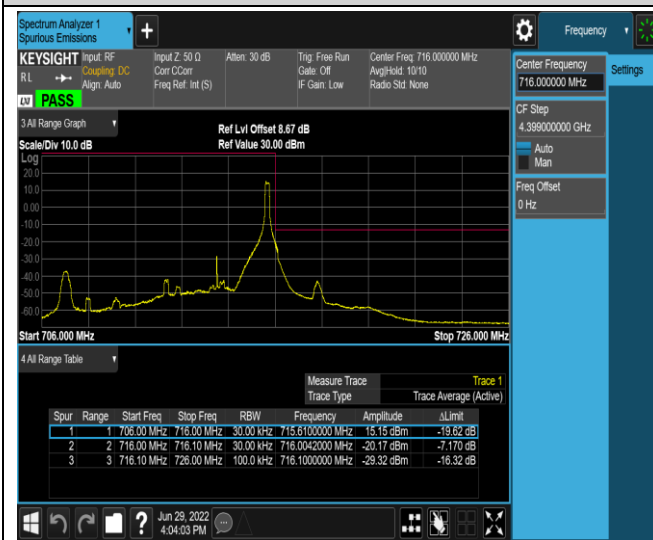 Spectrum Analyzer 1
Spurious Emissions
Frequency
KEYSIGHT
RL
Input: RF
Coupling: DC
Align: Auto
Input Z: 50 Ω
Corr CCorr
Freq Ref: Int (S)
Atten: 30 dB
Trig: Free Run
Gate: Off
IF Gain: Low
Center Freq: 716.000000 MHz
Avg|Hold: 10/10
Radio Std: None
LXI PASS
Center Frequency
716.000000 MHz
Settings
CF Step
4.399000000 GHz
Auto
Man
Freq Offset
0 Hz
3 All Range Graph
Scale/Div 10.0 dB
Ref Lvl Offset 8.67 dB
Ref Value 30.00 dBm
Log
20.0
10.0
0.00
-10.0
-20.0
-30.0
-40.0
-50.0
-60.0
Start 706.000 MHz Stop 726.000 MHz
4 All Range Table
Measure Trace Trace 1
Trace Type Trace Average (Active)
Spur Range Start Freq Stop Freq RBW Frequency Amplitude ΔLimit
1 1 706.00 MHz 716.00 MHz 30.00 kHz 715.6100000 MHz 15.15 dBm -19.62 dB
2 2 716.00 MHz 716.10 MHz 30.00 kHz 716.0042000 MHz -20.17 dBm -7.170 dB
3 3 716.10 MHz 726.00 MHz 100.0 kHz 716.1000000 MHz -29.32 dBm -16.32 dB
?
Jun 29, 2022
4:04:03 PM